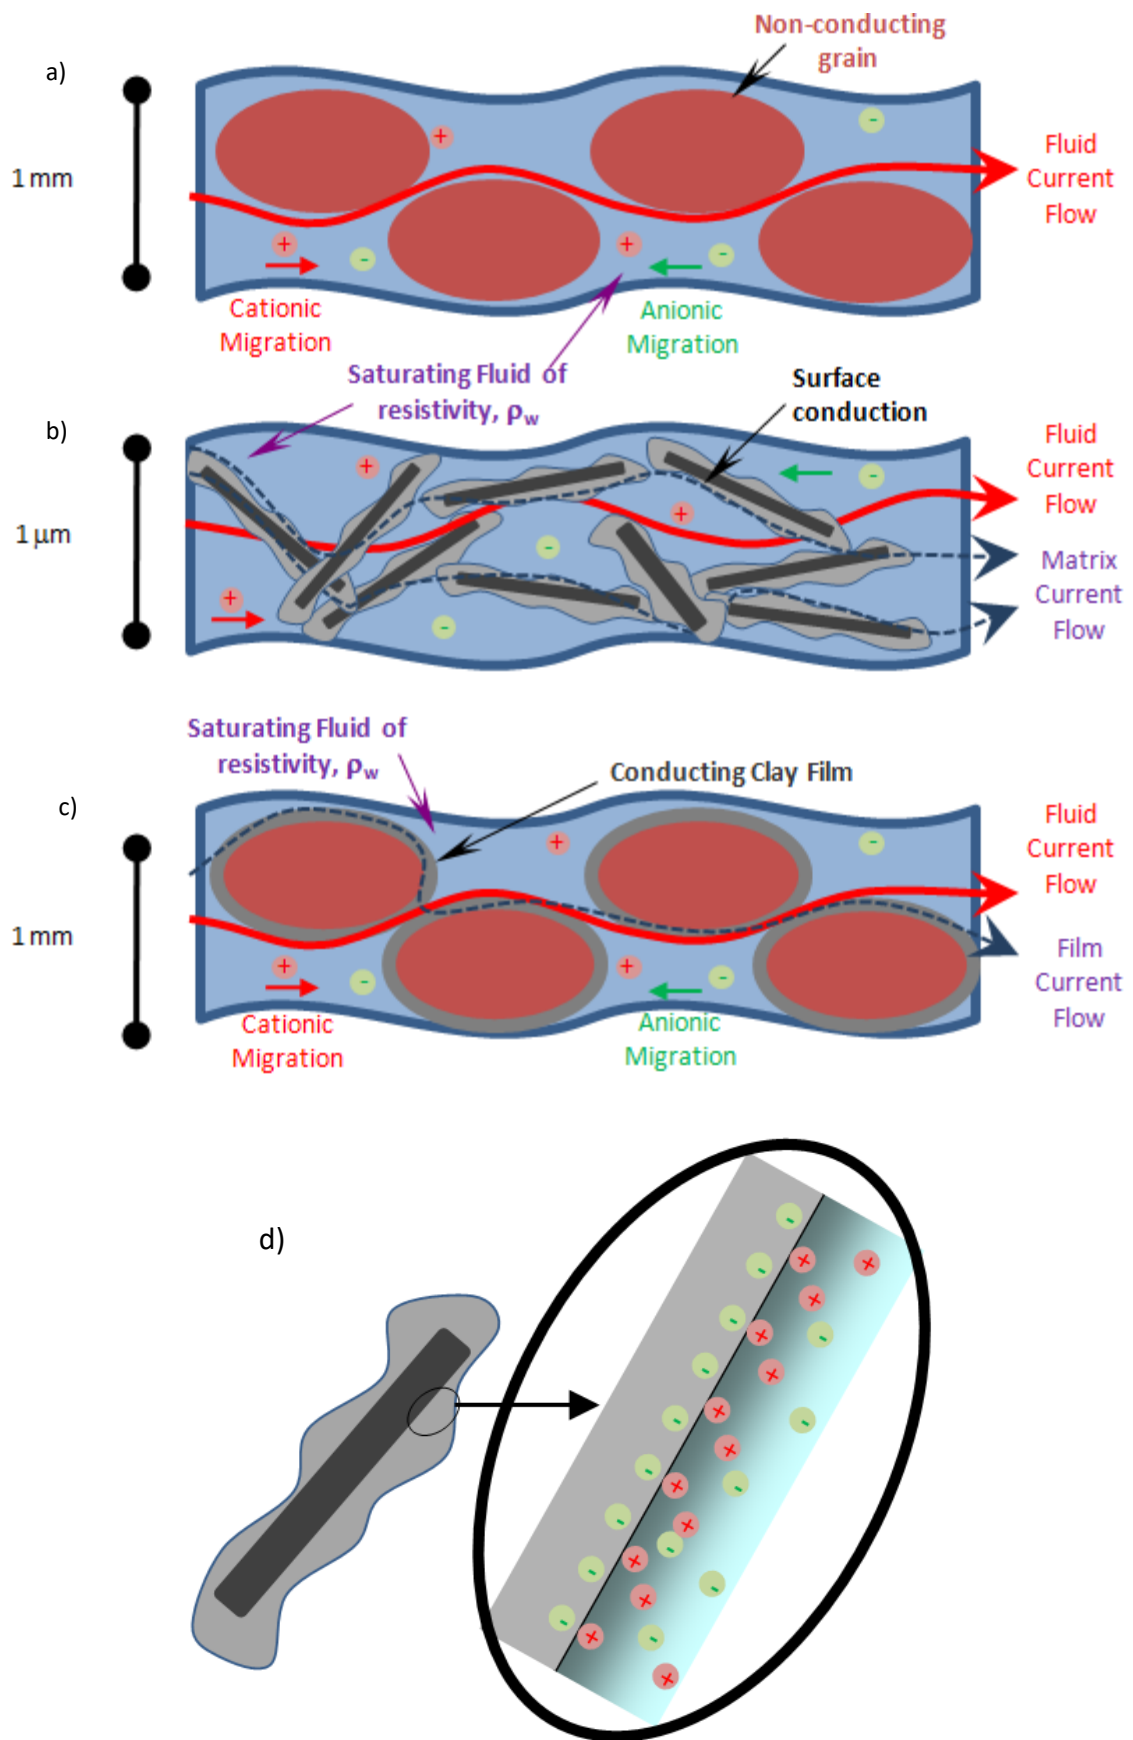 a)
Non-conducting
grain
1 mm
+
-
Fluid
Current
Flow
+
-
+
-
Cationic
Migration
Anionic
Migration
Saturating Fluid of
resistivity, ρw
Surface
conduction
b)
1 μm
+
-
Fluid
Current
Flow
+
-
+
-
Matrix
Current
Flow
Saturating Fluid of
resistivity, ρw
Conducting Clay Film
c)
1 mm
+
-
Fluid
Current
Flow
+
-
+
-
Cationic
Migration
Anionic
Migration
Film
Current
Flow
d)